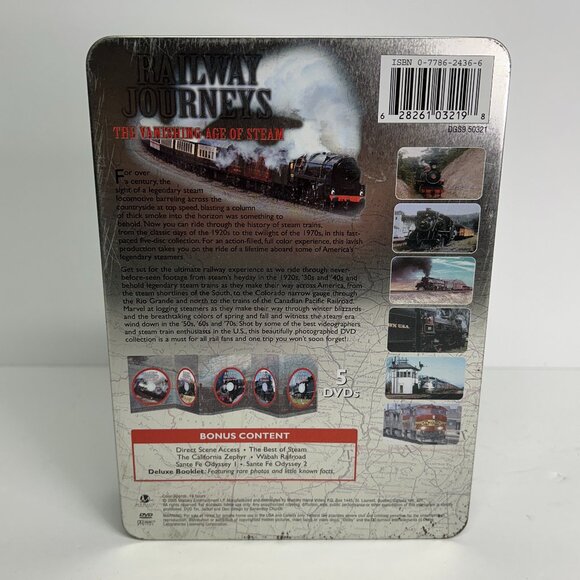 RAILWAY
JOURNEYS
THE VANISHING AGE OF STEAM
ISBN 0-7786-2436-6
6 28261 03219 8
DGS9 50321
For over
a century, the
sight of a legendary steam
locomotive barreling across the
countryside at top speed, blasting a column
of thick smoke into the horizon was something to
behold. Now you can ride through the history of steam trains,
from the classic days of the 1920s to the twilight of the 1970s, in this fast-
paced five-disc collection. For an action-filled, full color experience, this lavish
production takes you on the ride of a lifetime aboard some of America's
legendary steamers.
Get set for the ultimate railway experience as we ride through never-
before-seen footage from steam's heyday in the 1920s, '30s and '40s and
behold legendary steam trains as they make their way across America, from
the steam shortlines of the South, to the Colorado narrow gauge through
the Rio Grande and north to the trains of the Canadian Pacific Railroad.
Marvel at logging steamers as they make their way through winter blizzards
and the breathtaking colors of spring and fall and witness the steam era
wind down in the '50s, '60s and '70s. Shot by some of the best videographers
and steam train enthusiasts in the U.S., this beautifully photographed DVD
collection is a must for all rail fans and one trip you won't soon forget!
5
DVDs
BONUS CONTENT
Direct Scene Access • The Best of Steam
The California Zephyr • Wabah Railroad
Sante Fe Odyssey 1 • Sante Fe Odyssey 2
Deluxe Booklet: Featuring rare photos and little known facts.
DVD